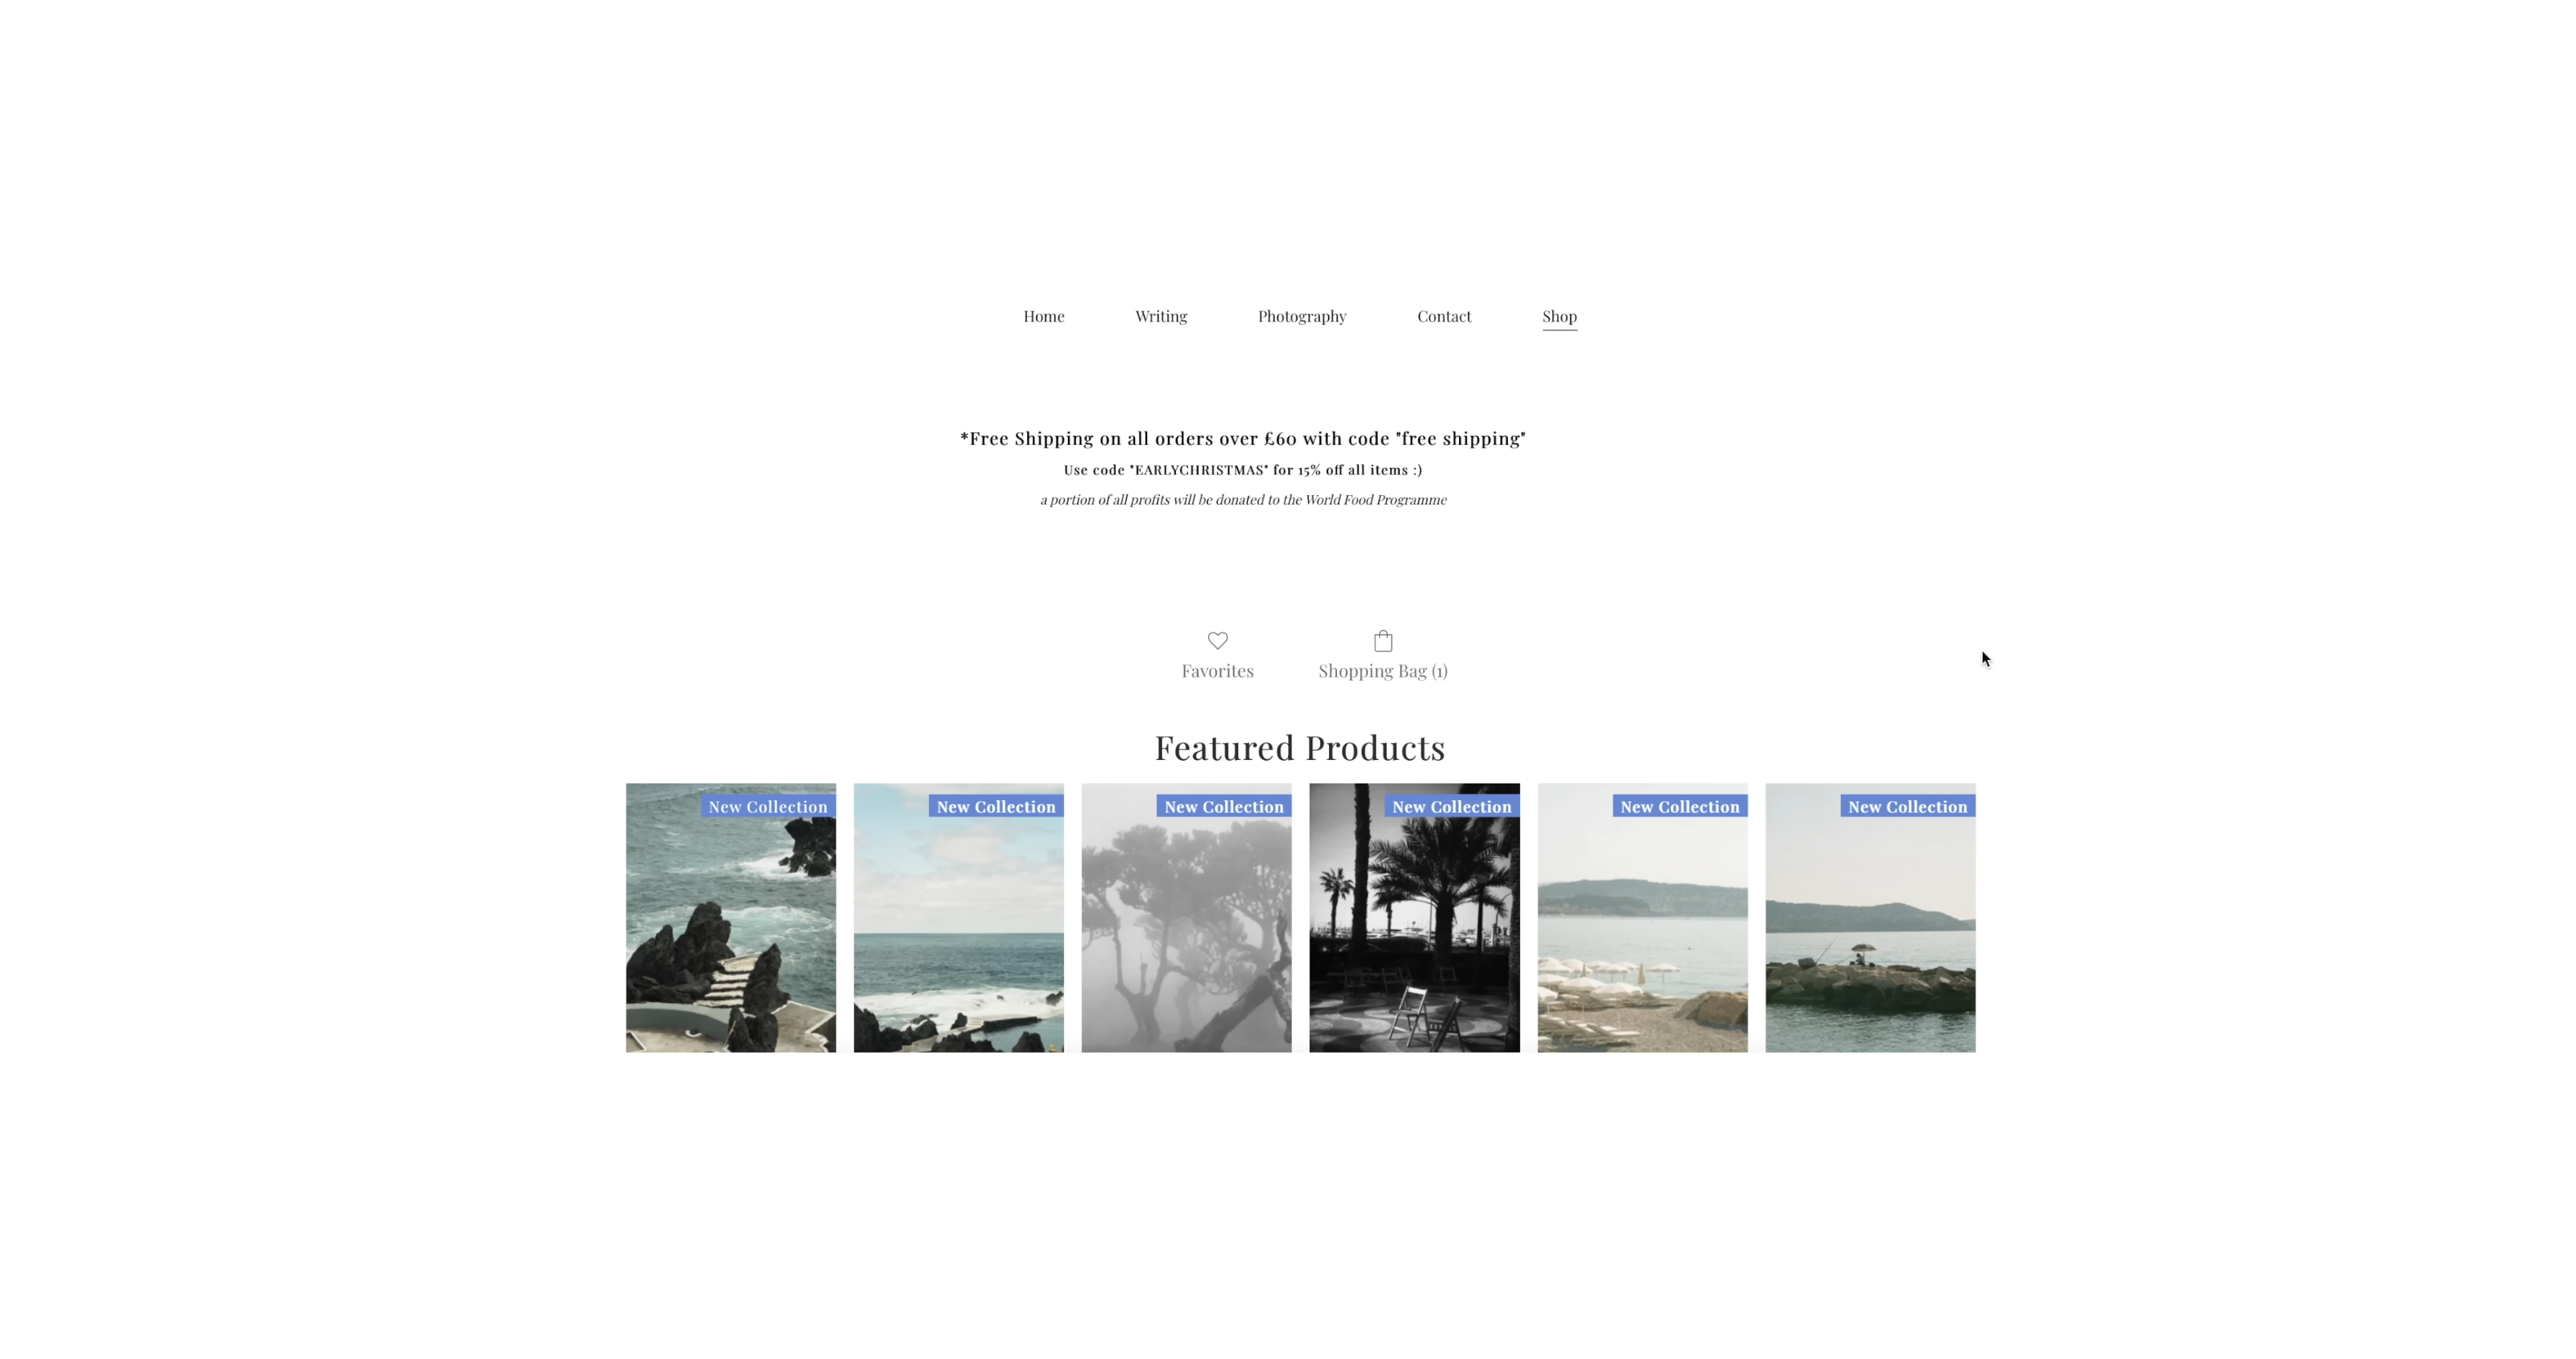 Home Writing Photography Contact Shop
*Free Shipping on all orders over £60 with code "free shipping"
Use code "EARLYCHRISTMAS" for 15% off all items :)
a portion of all profits will be donated to the World Food Programme
Favorites Shopping Bag (1)
Featured Products
New Collection New Collection New Collection New Collection New Collection New Collection